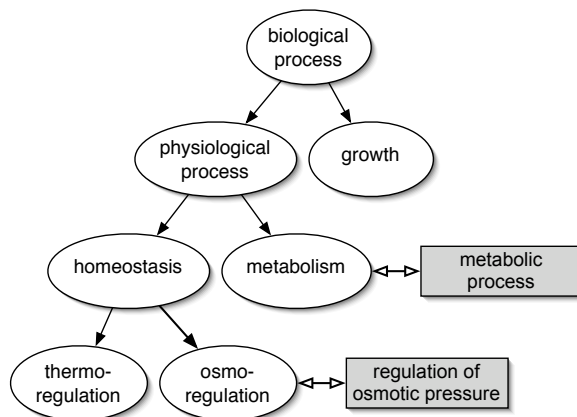 biological
process
physiological
process
growth
homeostasis
metabolism
metabolic
process
thermo-
regulation
osmo-
regulation
regulation of
osmotic pressure